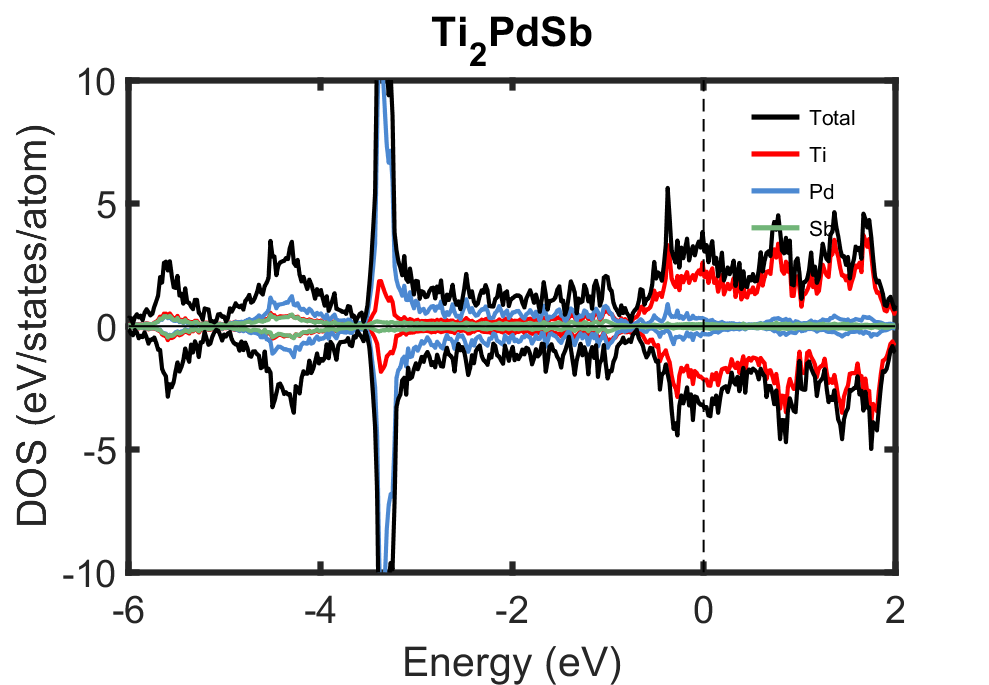 Ti2PdSb
10
5
0
-5
-10
DOS (eV/states/atom)
Total
Ti
Pd
Sb
-6 -4 -2 0 2
Energy (eV)